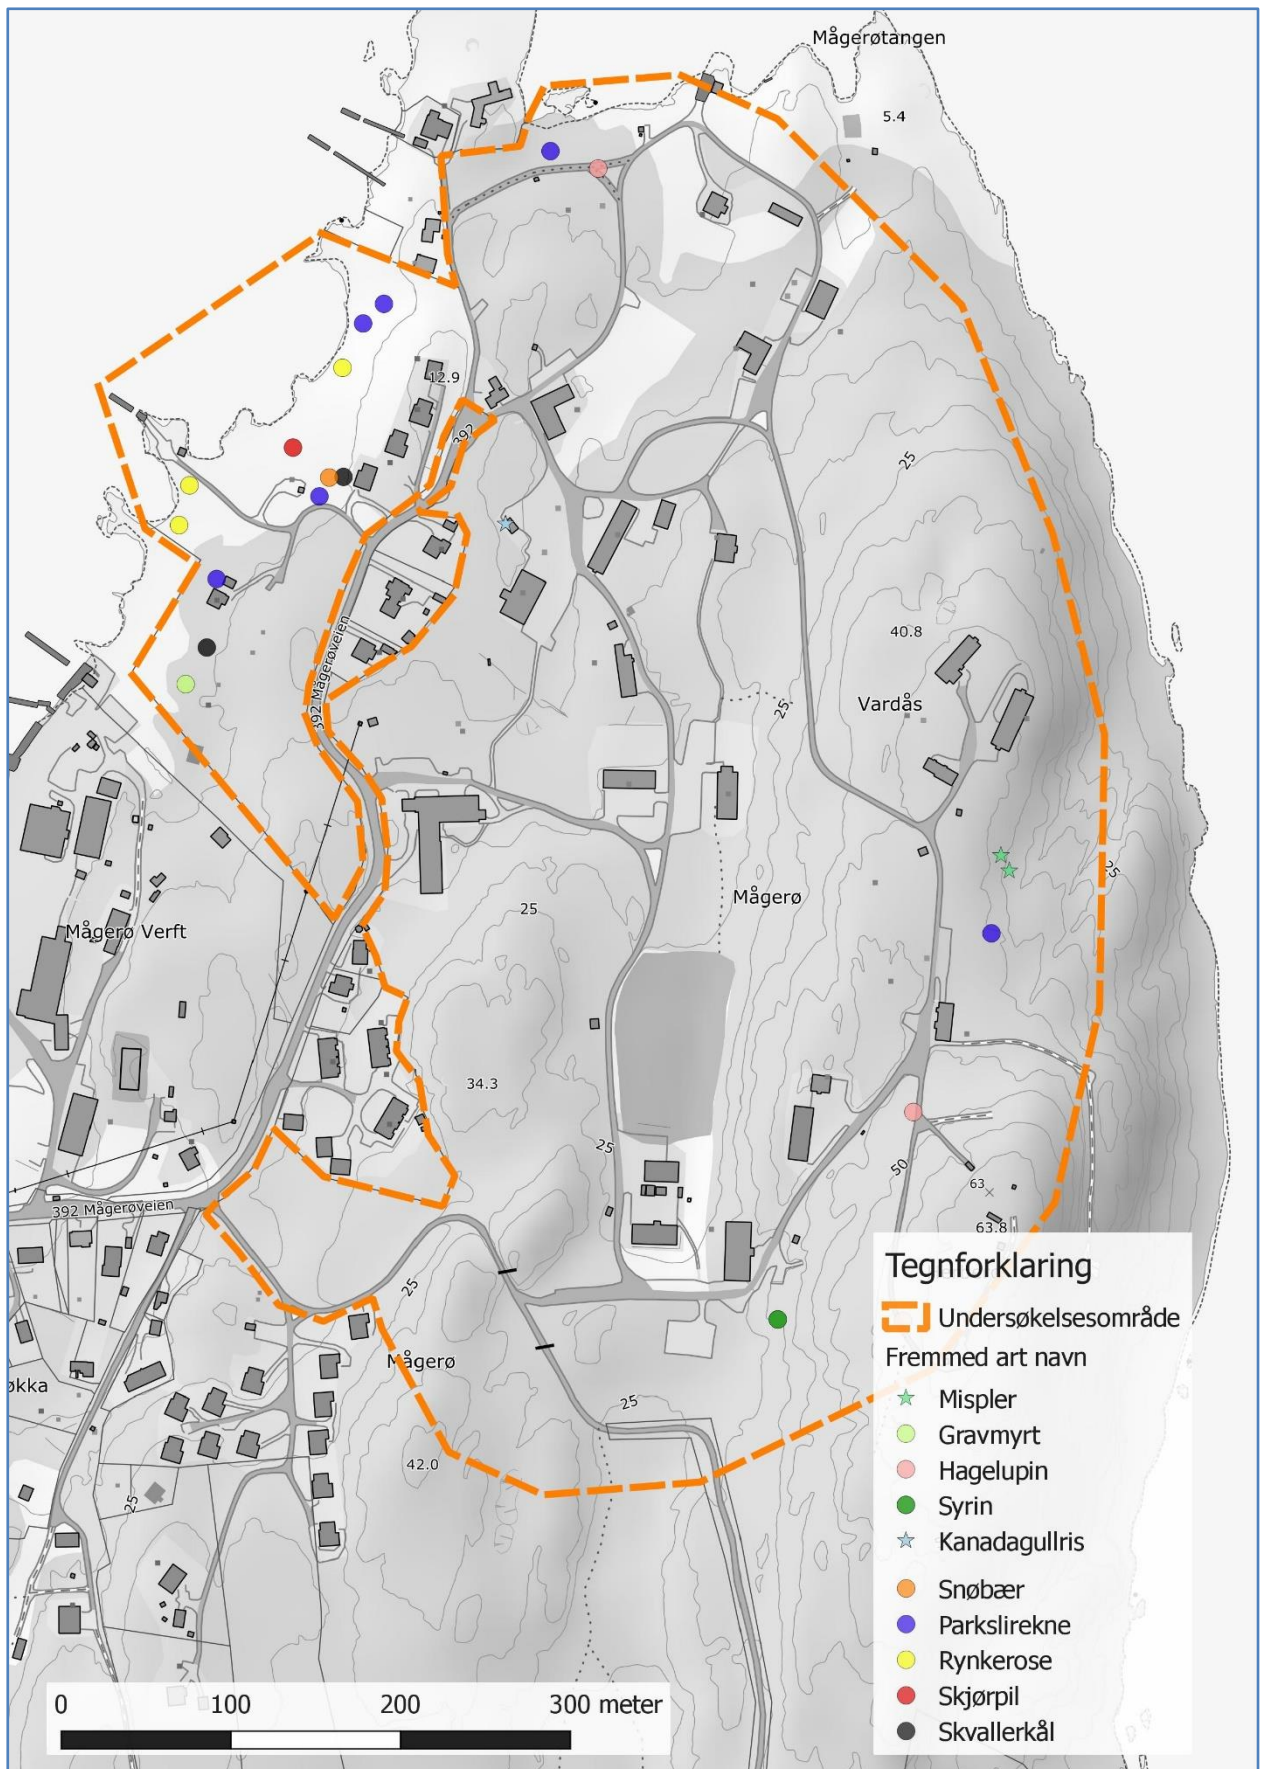 Mågerøtangen
5.4
12.9
392
25
40.8
Vardås
392 Mågerøveien
25
25
25
Mågerø
Mågerø Verft
34.3
25
50
63
392 Mågerøveien
63.8
25
Mågerø
økka
25
42.0
25
Tegnforklaring
Undersøkelsesområde
Fremmed art navn
Mispler
Gravmyrt
Hagelupin
Syrin
Kanadagullris
Snøbær
Parkslirekne
Rynkerose
Skjørpil
Skvallerkål
0 100 200 300 meter